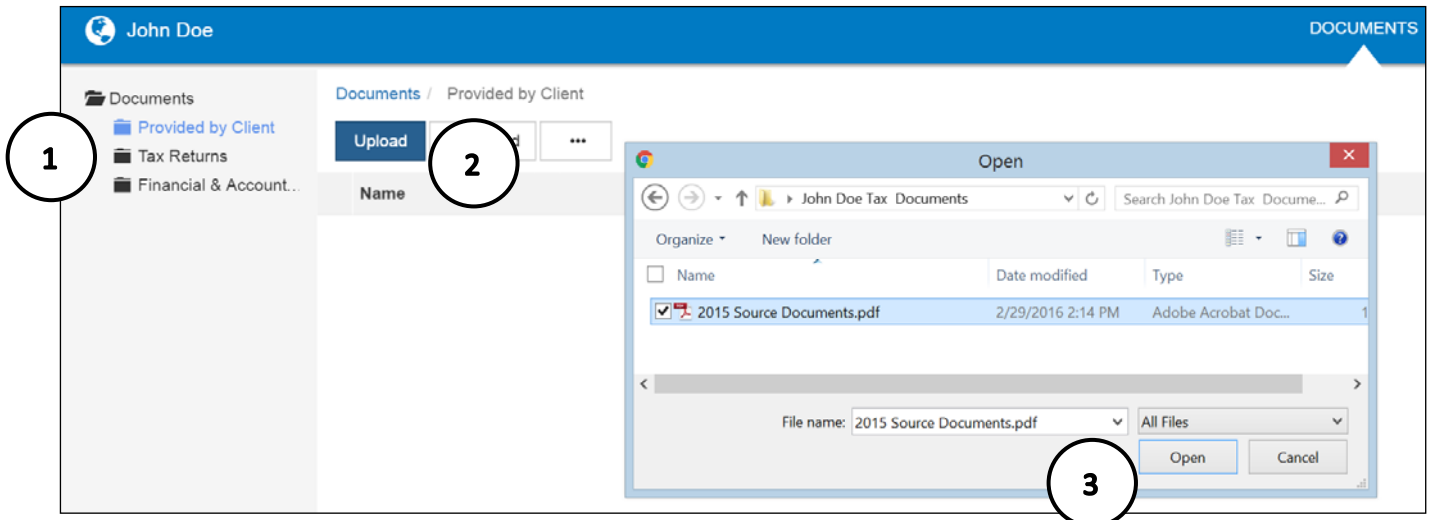 John Doe
DOCUMENTS
Documents
Provided by Client
Tax Returns
Financial & Account...
1
Documents / Provided by Client
Upload
2
•••
Name
Open
John Doe Tax Documents
Search John Doe Tax Docume...
Organize
New folder
Name Date modified Type Size
2015 Source Documents.pdf 2/29/2016 2:14 PM Adobe Acrobat Doc... 1
File name: 2015 Source Documents.pdf
All Files
Open Cancel
3